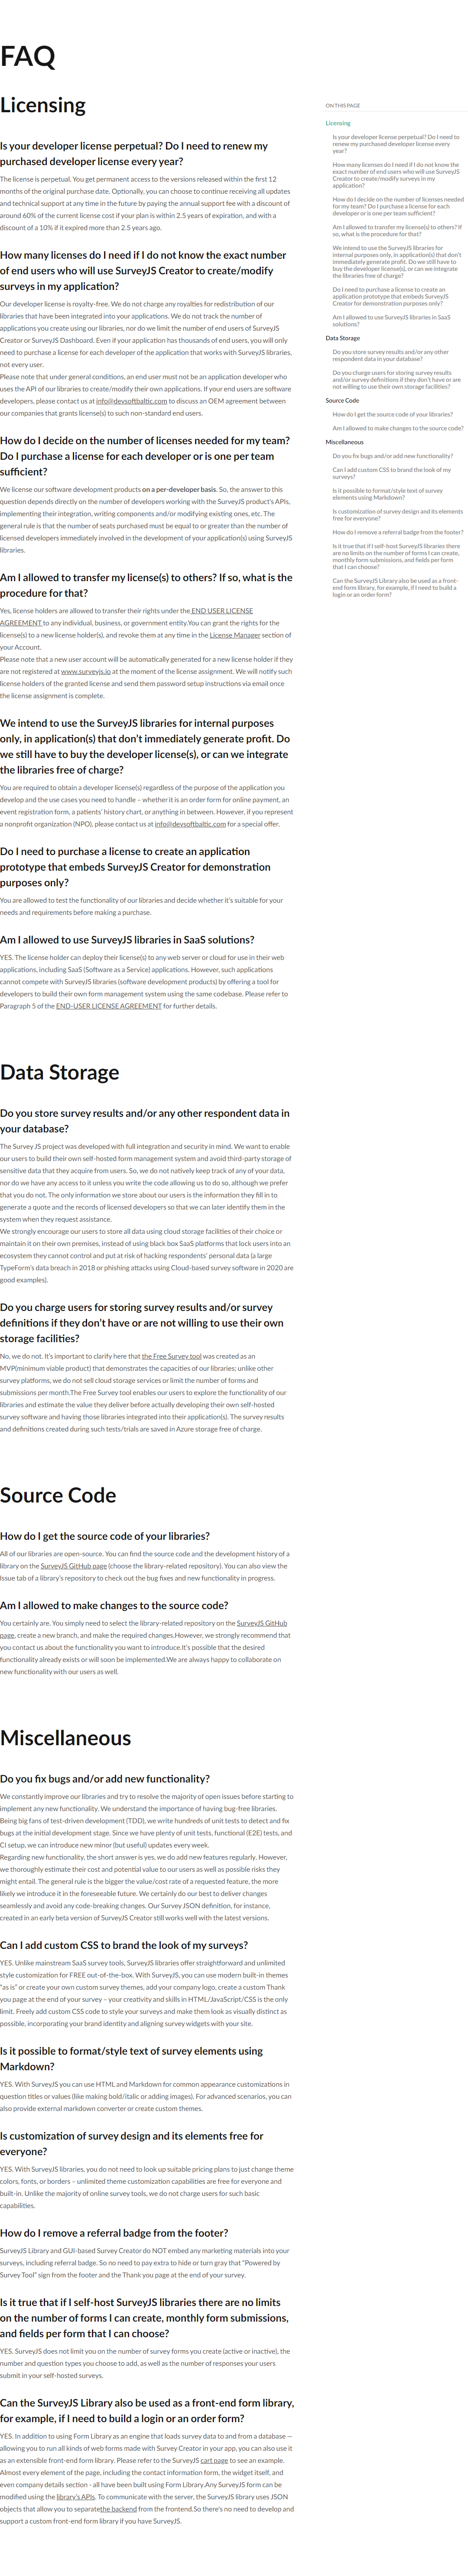 FAQ
Licensing
Is your developer license perpetual? Do I need to renew my
purchased developer license every year?
The license is perpetual. You get permanent access to the versions released within the first 12
months of the original purchase date. Optionally, you can choose to continue receiving all updates
and technical support at any time in the future by paying the annual support fee with a discount of
around 60% of the current license cost if your plan is within 2.5 years of expiration, and with a
discount of a 10% if it expired more than 2.5 years ago.
How many licenses do I need if I do not know the exact number
of end users who will use SurveyJS Creator to create/modify
surveys in my application?
Our developer license is royalty-free. We do not charge any royalties for redistribution of our
libraries that have been integrated into your applications. We do not track the number of
applications you create using our libraries, nor do we limit the number of end users of SurveyJS
Creator or SurveyJS Dashboard. Even if your application has thousands of end users, you will only
need to purchase a license for each developer of the application that works with SurveyJS libraries,
not every user.
Please note that under general conditions, an end user must not be an application developer who
uses the API of our libraries to create/modify their own applications. If your end users are software
developers, please contact us at info@devsoftbaltic.com to discuss an OEM agreement between
our companies that grants license(s) to such non-standard end users.
How do I decide on the number of licenses needed for my team?
Do I purchase a license for each developer or is one per team
sufficient?
We license our software development products on a per-developer basis. So, the answer to this
question depends directly on the number of developers working with the SurveyJS product's APIs,
implementing their integration, writing components and/or modifying existing ones, etc. The
general rule is that the number of seats purchased must be equal to or greater than the number of
licensed developers immediately involved in the development of your application(s) using SurveyJS
libraries.
Am I allowed to transfer my license(s) to others? If so, what is the
procedure for that?
Yes, license holders are allowed to transfer their rights under the END USER LICENSE
AGREEMENT to any individual, business, or government entity.You can grant the rights for the
license(s) to a new license holder(s), and revoke them at any time in the License Manager section of
your Account.
Please note that a new user account will be automatically generated for a new license holder if they
are not registered at www.surveyjs.io at the moment of the license assignment. We will notify such
license holders of the granted license and send them password setup instructions via email once
the license assignment is complete.
We intend to use the SurveyJS libraries for internal purposes
only, in application(s) that don't immediately generate profit. Do
we still have to buy the developer license(s), or can we integrate
the libraries free of charge?
You are required to obtain a developer license(s) regardless of the purpose of the application you
develop and the use cases you need to handle – whether it is an order form for online payment, an
event registration form, a patients' history chart, or anything in between. However, if you represent
a nonprofit organization (NPO), please contact us at info@devsoftbaltic.com for a special offer.
Do I need to purchase a license to create an application
prototype that embeds SurveyJS Creator for demonstration
purposes only?
You are allowed to test the functionality of our libraries and decide whether it's suitable for your
needs and requirements before making a purchase.
Am I allowed to use SurveyJS libraries in SaaS solutions?
YES. The license holder can deploy their license(s) to any web server or cloud for use in their web
applications, including SaaS (Software as a Service) applications. However, such applications
cannot compete with SurveyJS libraries (software development products) by offering a tool for
developers to build their own form management system using the same codebase. Please refer to
Paragraph 5 of the END-USER LICENSE AGREEMENT for further details.
Data Storage
Do you store survey results and/or any other respondent data in
your database?
The Survey JS project was developed with full integration and security in mind. We want to enable
our users to build their own self-hosted form management system and avoid third-party storage of
sensitive data that they acquire from users. So, we do not natively keep track of any of your data,
nor do we have any access to it unless you write the code allowing us to do so, although we prefer
that you do not. The only information we store about our users is the information they fill in to
generate a quote and the records of licensed developers so that we can later identify them in the
system when they request assistance.
We strongly encourage our users to store all data using cloud storage facilities of their choice or
maintain it on their own premises, instead of using black box SaaS platforms that lock users into an
ecosystem they cannot control and put at risk of hacking respondents' personal data (a large
TypeForm's data breach in 2018 or phishing attacks using Cloud-based survey software in 2020 are
good examples).
Do you charge users for storing survey results and/or survey
definitions if they don't have or are not willing to use their own
storage facilities?
No, we do not. It's important to clarify here that the Free Survey tool was created as an
MVP(minimum viable product) that demonstrates the capacities of our libraries; unlike other
survey platforms, we do not sell cloud storage services or limit the number of forms and
submissions per month.The Free Survey tool enables our users to explore the functionality of our
libraries and estimate the value they deliver before actually developing their own self-hosted
survey software and having those libraries integrated into their application(s). The survey results
and definitions created during such tests/trials are saved in Azure storage free of charge.
Source Code
How do I get the source code of your libraries?
All of our libraries are open-source. You can find the source code and the development history of a
library on the SurveyJS GitHub page (choose the library-related repository). You can also view the
Issue tab of a library's repository to check out the bug fixes and new functionality in progress.
Am I allowed to make changes to the source code?
You certainly are. You simply need to select the library-related repository on the SurveyJS GitHub
page, create a new branch, and make the required changes.However, we strongly recommend that
you contact us about the functionality you want to introduce.It's possible that the desired
functionality already exists or will soon be implemented.We are always happy to collaborate on
new functionality with our users as well.
Miscellaneous
Do you fix bugs and/or add new functionality?
We constantly improve our libraries and try to resolve the majority of open issues before starting to
implement any new functionality. We understand the importance of having bug-free libraries.
Being big fans of test-driven development (TDD), we write hundreds of unit tests to detect and fix
bugs at the initial development stage. Since we have plenty of unit tests, functional (E2E) tests, and
CI setup, we can introduce new minor (but useful) updates every week.
Regarding new functionality, the short answer is yes, we do add new features regularly. However,
we thoroughly estimate their cost and potential value to our users as well as possible risks they
might entail. The general rule is the bigger the value/cost rate of a requested feature, the more
likely we introduce it in the foreseeable future. We certainly do our best to deliver changes
seamlessly and avoid any code-breaking changes. Our Survey JSON definition, for instance,
created in an early beta version of SurveyJS Creator still works well with the latest versions.
Can I add custom CSS to brand the look of my surveys?
YES. Unlike mainstream SaaS survey tools, SurveyJS libraries offer straightforward and unlimited
style customization for FREE out-of-the-box. With SurveyJS, you can use modern built-in themes
"as is" or create your own custom survey themes, add your company logo, create a custom Thank
you page at the end of your survey – your creativity and skills in HTML/JavaScript/CSS is the only
limit. Freely add custom CSS code to style your surveys and make them look as visually distinct as
possible, incorporating your brand identity and aligning survey widgets with your site.
Is it possible to format/style text of survey elements using
Markdown?
YES. With SurveyJS you can use HTML and Markdown for common appearance customizations in
question titles or values (like making bold/italic or adding images). For advanced scenarios, you can
also provide external markdown converter or create custom themes.
Is customization of survey design and its elements free for
everyone?
YES. With SurveyJS libraries, you do not need to look up suitable pricing plans to just change theme
colors, fonts, or borders – unlimited theme customization capabilities are free for everyone and
built-in. Unlike the majority of online survey tools, we do not charge users for such basic
capabilities.
How do I remove a referral badge from the footer?
SurveyJS Library and GUI-based Survey Creator do NOT embed any marketing materials into your
surveys, including referral badge. So no need to pay extra to hide or turn gray that "Powered by
Survey Tool" sign from the footer and the Thank you page at the end of your survey.
Is it true that if I self-host SurveyJS libraries there are no limits
on the number of forms I can create, monthly form submissions,
and fields per form that I can choose?
YES. SurveyJS does not limit you on the number of survey forms you create (active or inactive), the
number and question types you choose to add, as well as the number of responses your users
submit in your self-hosted surveys.
Can the SurveyJS Library also be used as a front-end form library,
for example, if I need to build a login or an order form?
YES. In addition to using Form Library as an engine that loads survey data to and from a database —
allowing you to run all kinds of web forms made with Survey Creator in your app, you can also use it
as an extensible front-end form library. Please refer to the SurveyJS cart page to see an example.
Almost every element of the page, including the contact information form, the widget itself, and
even company details section - all have been built using Form Library.Any SurveyJS form can be
modified using the library's APIs. To communicate with the server, the SurveyJS library uses JSON
objects that allow you to separatethe backend from the frontend.So there's no need to develop and
support a custom front-end form library if you have SurveyJS.
ON THIS PAGE
Licensing
Is your developer license perpetual? Do I need to
renew my purchased developer license every
year?
How many licenses do I need if I do not know the
exact number of end users who will use SurveyJS
Creator to create/modify surveys in my
application?
How do I decide on the number of licenses needed
for my team? Do I purchase a license for each
developer or is one per team sufficient?
Am I allowed to transfer my license(s) to others? If
so, what is the procedure for that?
We intend to use the SurveyJS libraries for
internal purposes only, in application(s) that don't
immediately generate profit. Do we still have to
buy the developer license(s), or can we integrate
the libraries free of charge?
Do I need to purchase a license to create an
application prototype that embeds SurveyJS
Creator for demonstration purposes only?
Am I allowed to use SurveyJS libraries in SaaS
solutions?
Data Storage
Do you store survey results and/or any other
respondent data in your database?
Do you charge users for storing survey results
and/or survey definitions if they don't have or are
not willing to use their own storage facilities?
Source Code
How do I get the source code of your libraries?
Am I allowed to make changes to the source code?
Miscellaneous
Do you fix bugs and/or add new functionality?
Can I add custom CSS to brand the look of my
surveys?
Is it possible to format/style text of survey
elements using Markdown?
Is customization of survey design and its elements
free for everyone?
How do I remove a referral badge from the footer?
Is it true that if I self-host SurveyJS libraries there
are no limits on the number of forms I can create,
monthly form submissions, and fields per form
that I can choose?
Can the SurveyJS Library also be used as a front-
end form library, for example, if I need to build a
login or an order form?